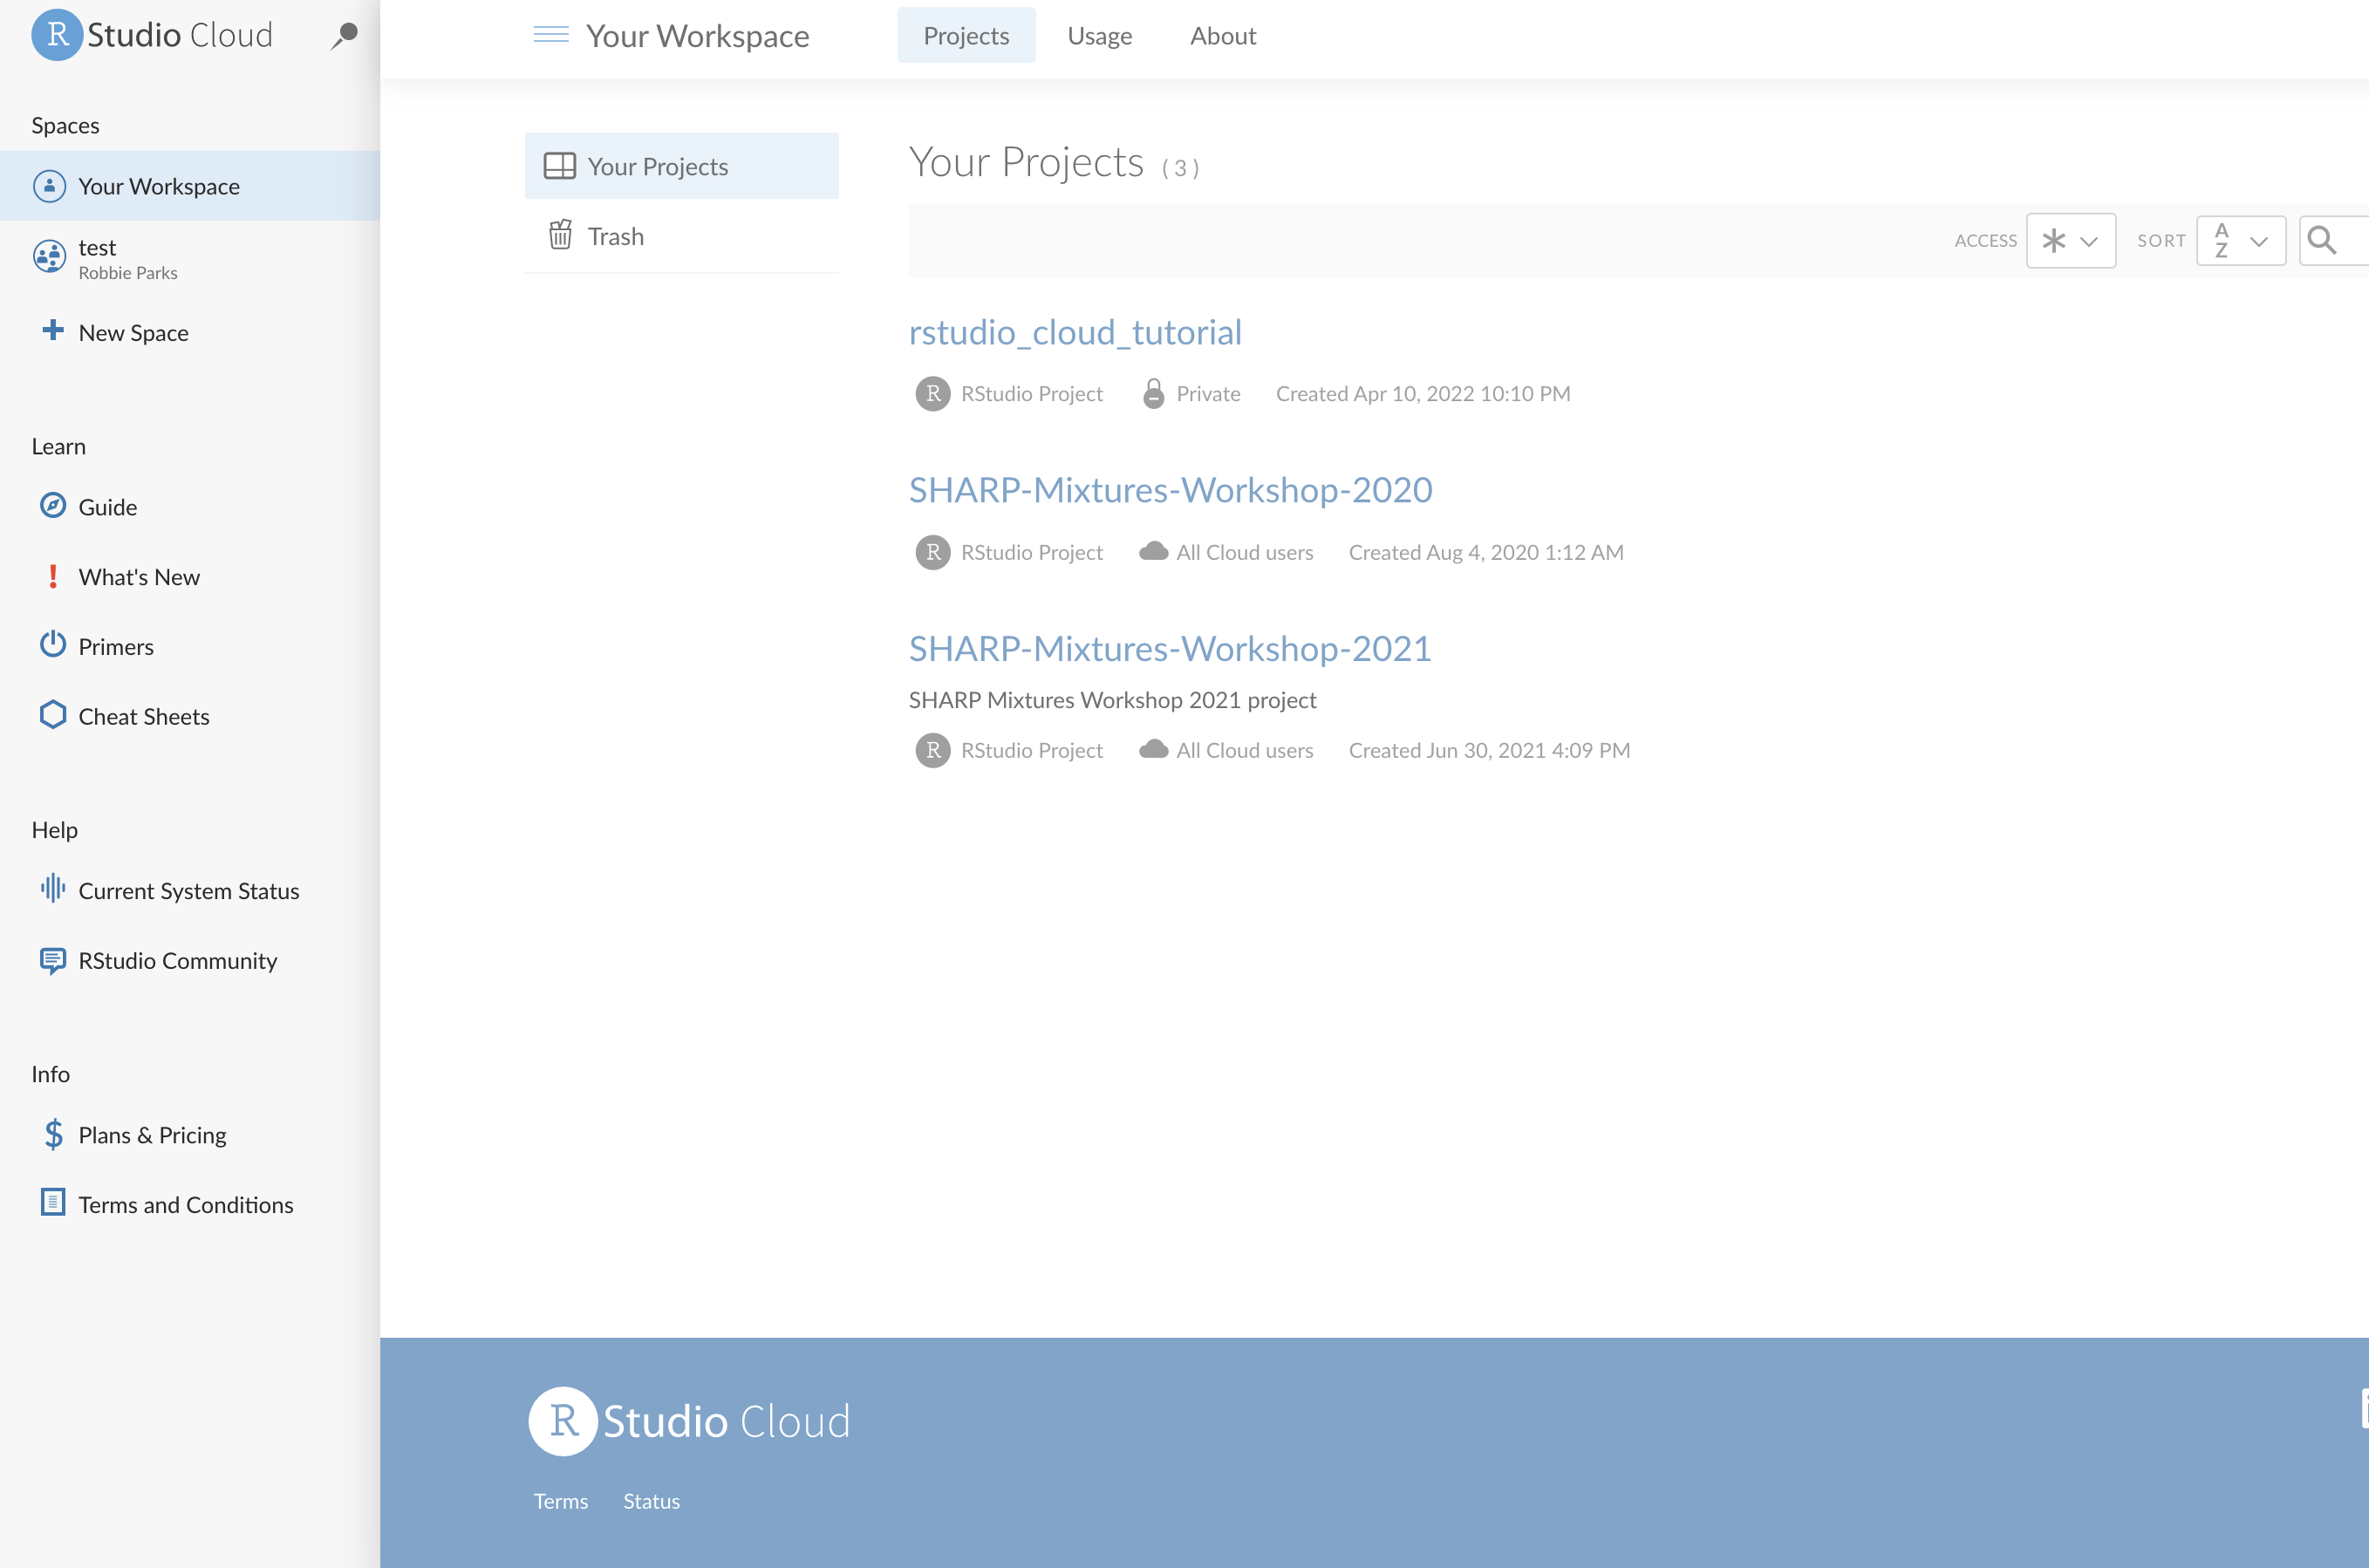 R Studio Cloud
Spaces
Your Workspace
test
Robbie Parks
New Space
Learn
Guide
What's New
Primers
Cheat Sheets
Help
Current System Status
RStudio Community
Info
Plans & Pricing
Terms and Conditions
Your Workspace Projects Usage About
Your Projects
Trash
Your Projects (3)
ACCESS SORT A Z
rstudio_cloud_tutorial
R RStudio Project Private Created Apr 10, 2022 10:10 PM
SHARP-Mixtures-Workshop-2020
R RStudio Project All Cloud users Created Aug 4, 2020 1:12 AM
SHARP-Mixtures-Workshop-2021
SHARP Mixtures Workshop 2021 project
R RStudio Project All Cloud users Created Jun 30, 2021 4:09 PM
R Studio Cloud
Terms Status